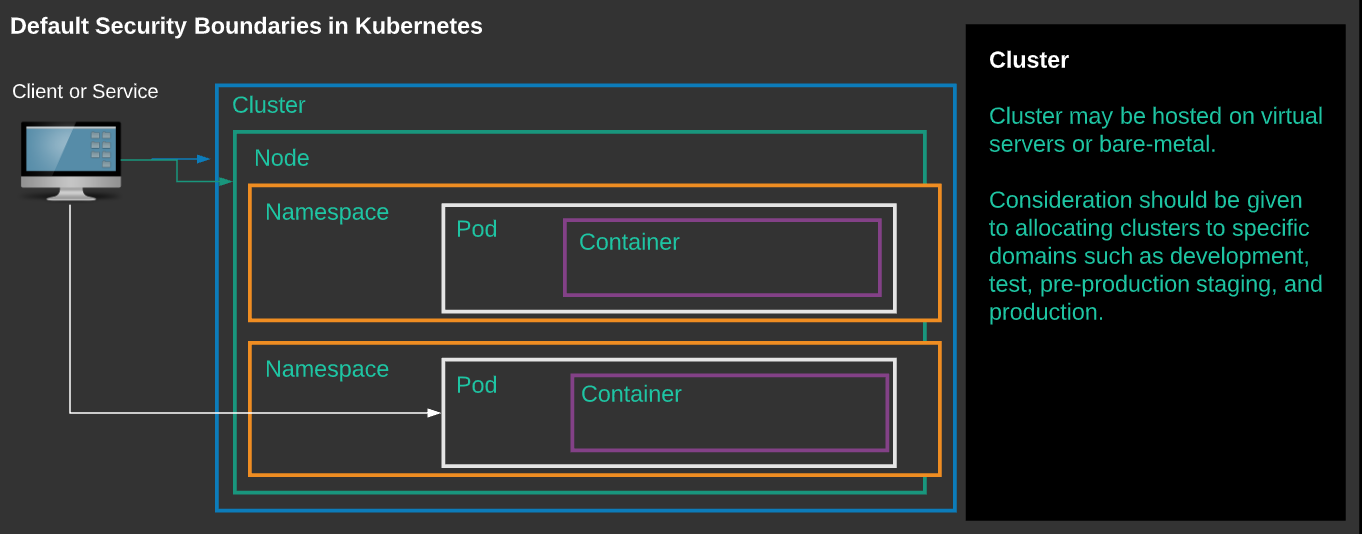 Default Security Boundaries in Kubernetes
Client or Service
Cluster
Node
Namespace
Pod
Container
Namespace
Pod
Container
Cluster
Cluster may be hosted on virtual
servers or bare-metal.
Consideration should be given
to allocating clusters to specific
domains such as development,
test, pre-production staging, and
production.